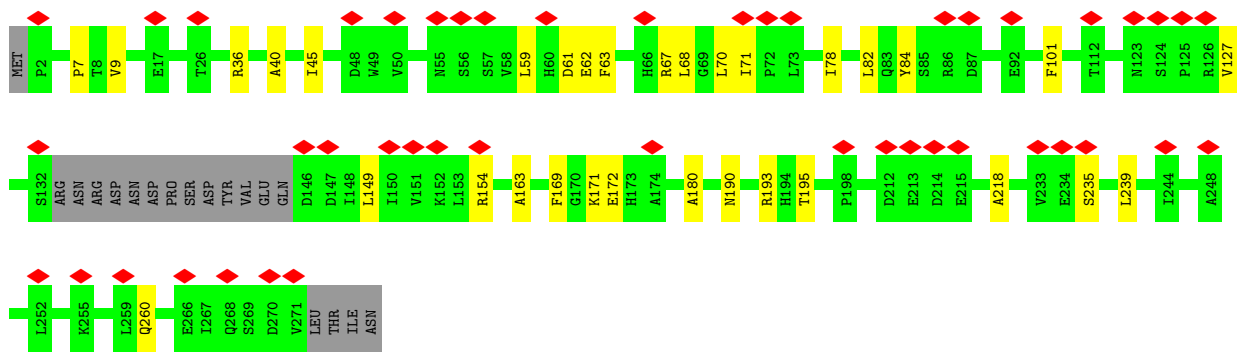 MET P2 P7 T8 V9 E17 T26 R36 A40 I45 D48 W49 V50 N55 S56 S57 V58 L59 H60 D61 E62 F63 H66 R67 L68 G69 L70 I71 P72 L73 I78 L82 Q83 Y84 S85 R86 D87 E92 F101 T112 N123 S124 P125 R126 V127
S132 ARG ASN ARG ASP ASN ASP PRO SER ASP TYR VAL GLU GLN D146 D147 I148 L149 I150 V151 K152 L153 R154 A163 F169 G170 K171 E172 H173 A174 A180 N190 R193 H194 T195 P198 D212 E213 D214 E215 A218 V233 E234 S235 L239 I244 A248
L252 K255 L259 Q260 E266 I267 Q268 S269 D270 V271 LEU THR ILE ASN